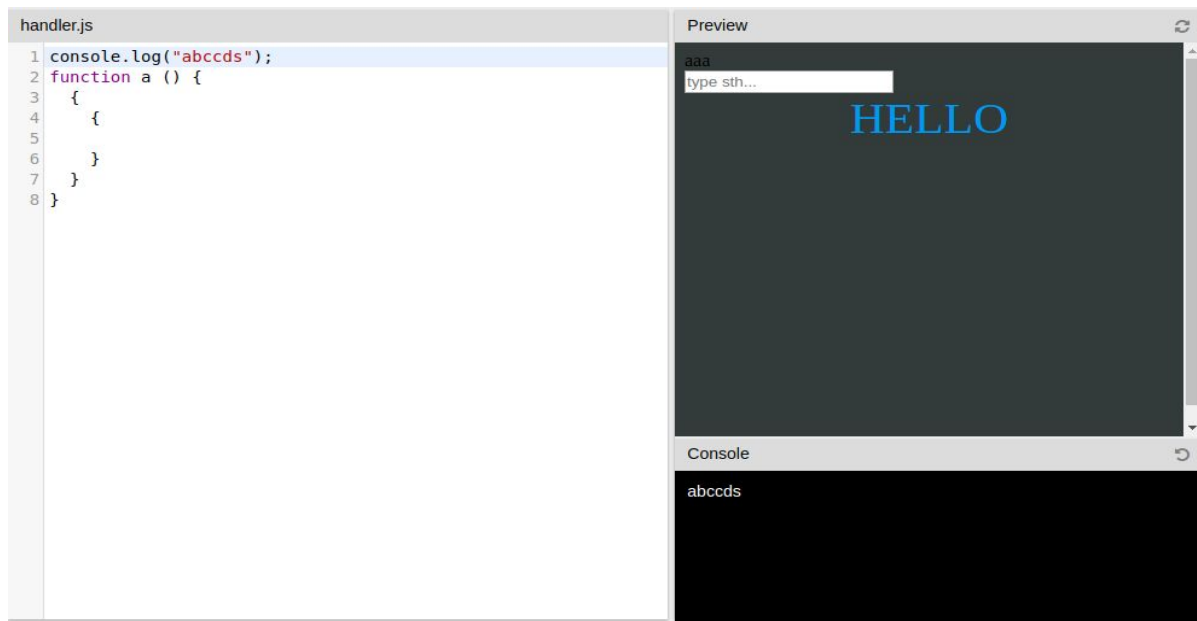 handler.js
1 console.log("abccds");
2 function a () {
3   {
4     {
5
6     }
7   }
8 }
Preview
aaa
type sth...
HELLO
Console
abccds